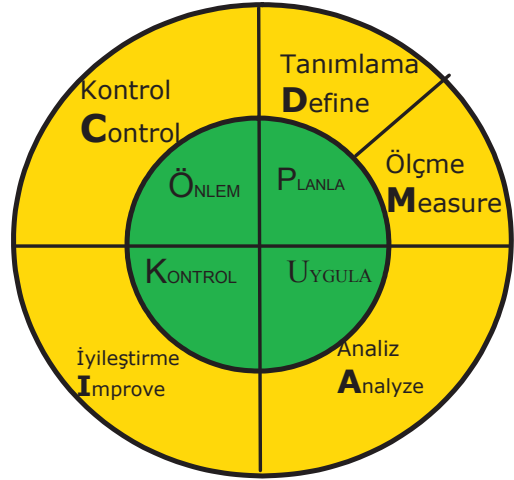 Kontrol
Control
Tanımlama
Define
Ölçme
Measure
ÖNLEM
PLANLA
KONTROL
UYGULA
İyileştirme
Improve
Analiz
Analyze